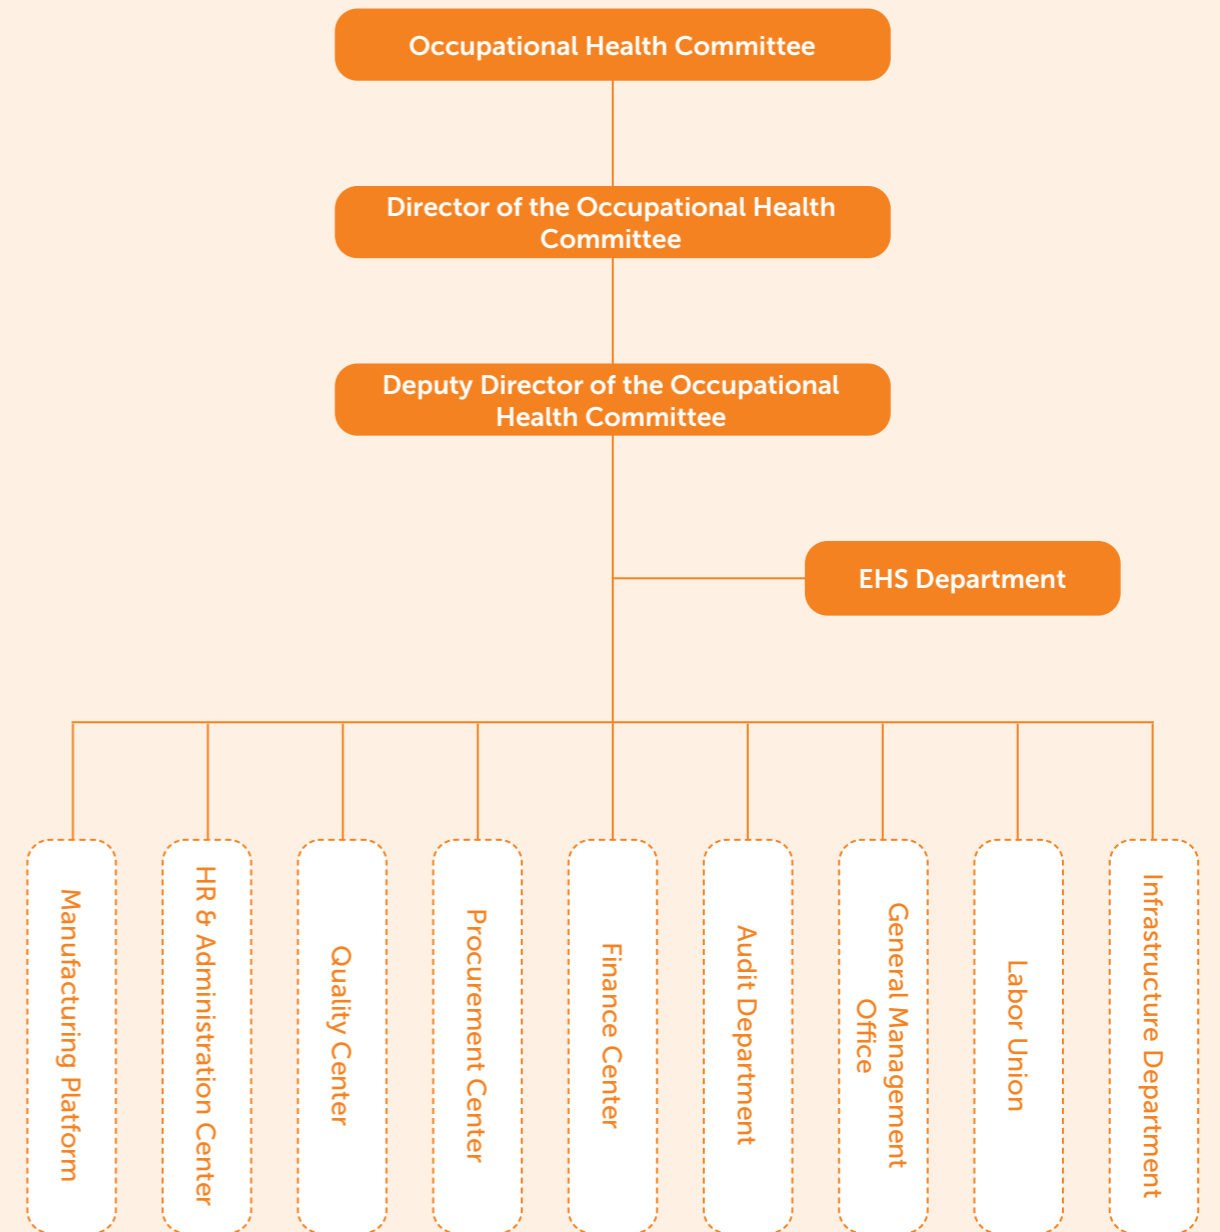 Occupational Health Committee
Director of the Occupational Health
Committee
Deputy Director of the Occupational
Health Committee
EHS Department
Manufacturing Platform
HR & Administration Center
Quality Center
Procurement Center
Finance Center
Audit Department
General Management
Office
Labor Union
Infrastructure Department